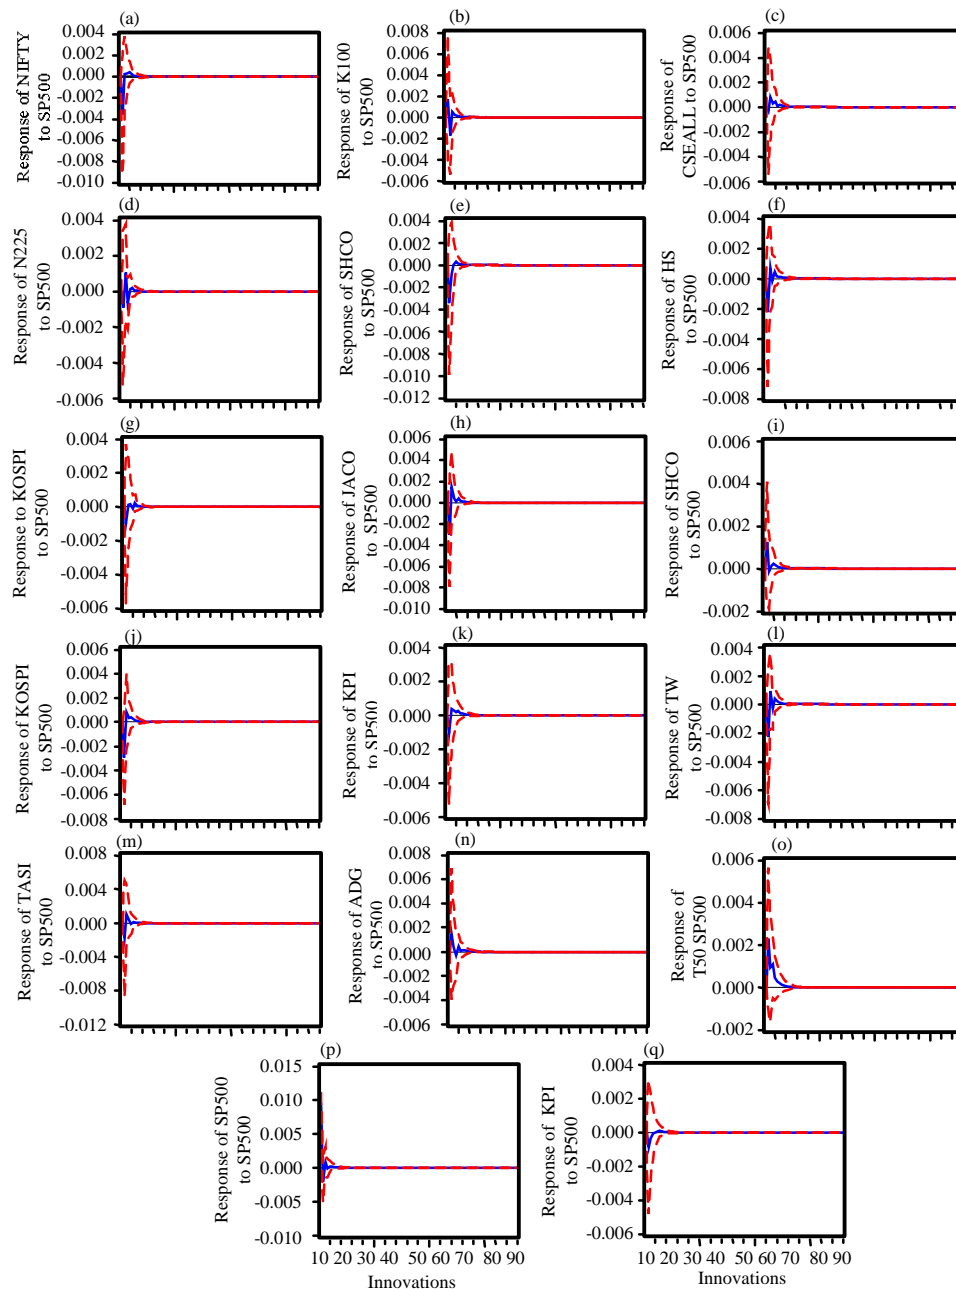 (a)
0.004
0.002
0.000
-0.002
-0.004
-0.006
-0.008
-0.010
Response of NIFTY
to SP500
(b)
0.008
0.006
0.004
0.002
0.000
-0.002
-0.004
-0.006
Response of K100
to SP500
(c)
0.006
0.004
0.002
0.000
-0.002
-0.004
-0.006
Response of
CSEALL to SP500
(d)
0.004
0.002
0.000
-0.002
-0.004
-0.006
Response of N225
to SP500
(e)
0.004
0.002
0.000
-0.002
-0.004
-0.006
-0.008
-0.010
-0.012
Response of SHCO
to SP500
(f)
0.004
0.002
0.000
-0.002
-0.004
-0.006
-0.008
Response of HS
to SP500
(g)
0.004
0.002
0.000
-0.002
-0.004
-0.006
Response to KOSPI
to SP500
(h)
0.006
0.004
0.002
0.000
-0.002
-0.004
-0.006
-0.008
-0.010
Response of JACO
to SP500
(i)
0.006
0.004
0.002
0.000
-0.002
Response of SHCO
to SP500
(j)
0.006
0.004
0.002
0.000
-0.002
-0.004
-0.006
-0.008
Response of KOSPI
to SP500
(k)
0.004
0.002
0.000
-0.002
-0.004
-0.006
Response of KPI
to SP500
(l)
0.004
0.002
0.000
-0.002
-0.004
-0.006
-0.008
Response of TW
to SP500
(m)
0.008
0.004
0.000
-0.004
-0.008
-0.012
Response of TASI
to SP500
(n)
0.008
0.006
0.004
0.002
0.000
-0.002
-0.004
-0.006
Response of ADG
to SP500
(o)
0.006
0.004
0.002
0.000
-0.002
Response of
T50 SP500
(p)
0.015
0.010
0.005
0.000
-0.005
-0.010
Response of SP500
to SP500
10 20 30 40 50 60 70 80 90
Innovations
(q)
0.004
0.002
0.000
-0.002
-0.004
-0.006
Response of KPI
to SP500
10 20 30 40 50 60 70 80 90
Innovations